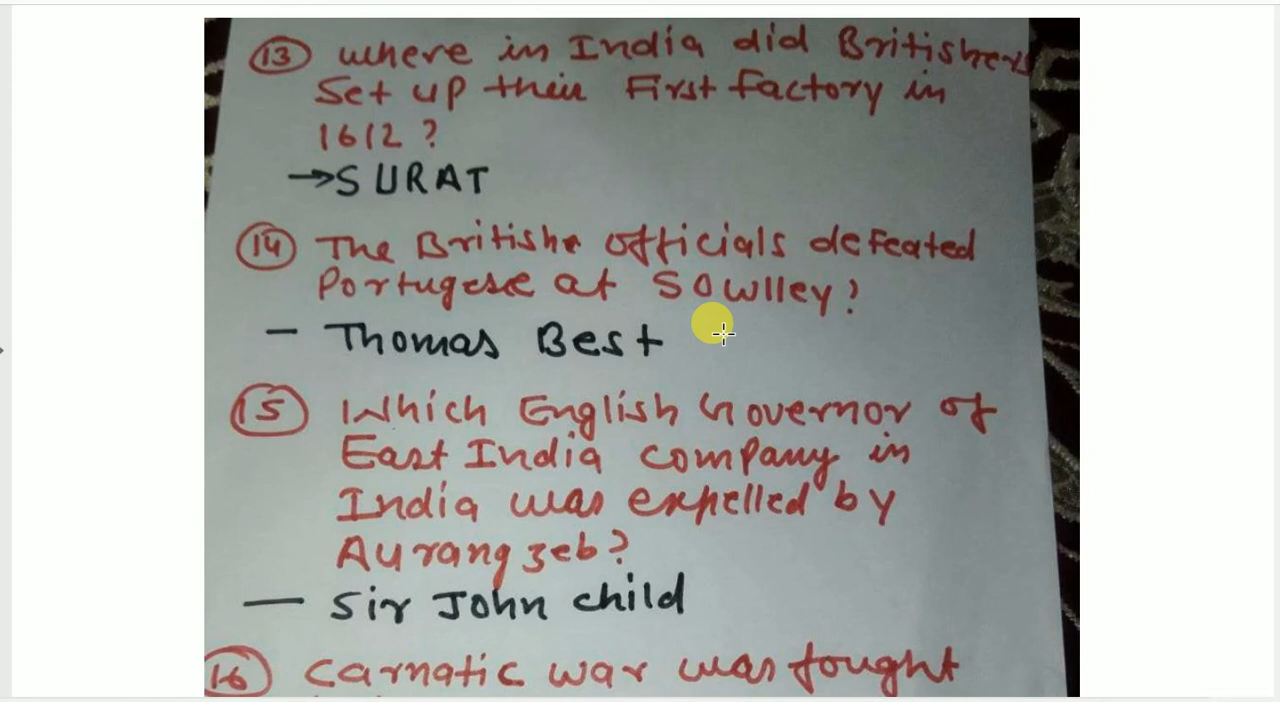 13 where in India did Britishers
Set up their First factory in
1612 ?
→ SURAT
14 The British officials defeated
Portugese at SOwlley ?
- Thomas Best
15 Which English Governor of
East India company in
India was expelled by
Aurangzeb ?
— Sir John child
16 Carnatic war was fought